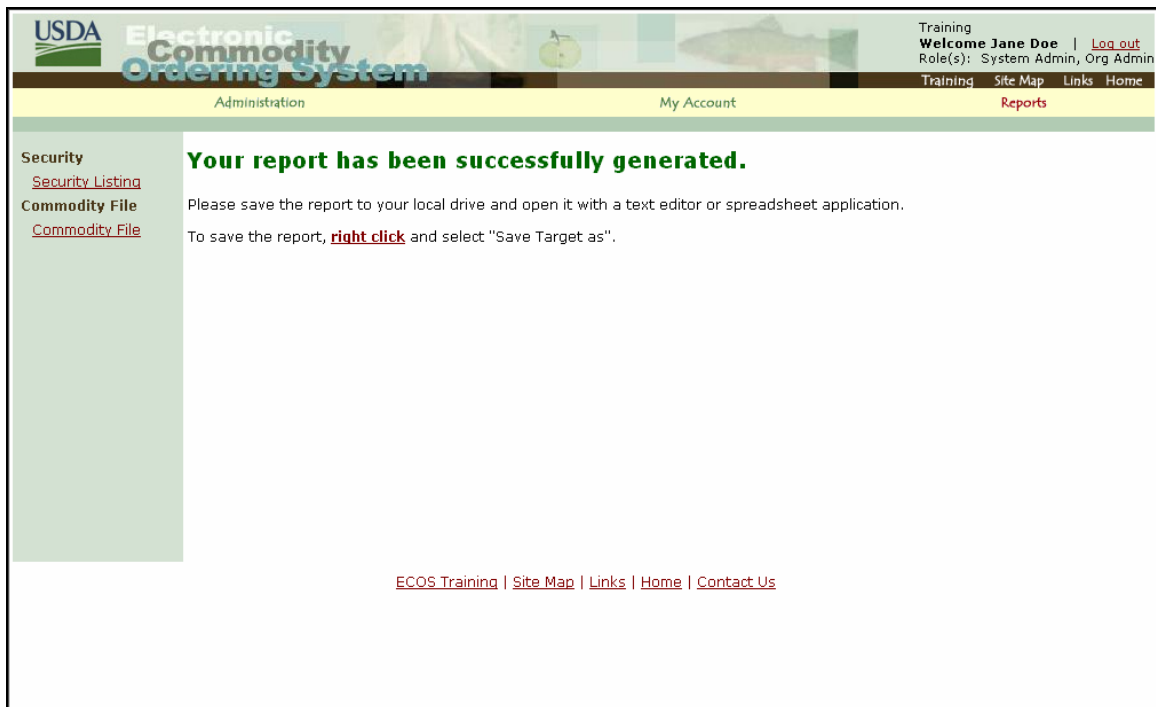 USDA
Electronic
Commodity
Ordering System
Training
Welcome Jane Doe | Log out
Role(s): System Admin, Org Admin
Training Site Map Links Home
Administration My Account Reports
Security
Security Listing
Commodity File
Commodity File
Your report has been successfully generated.
Please save the report to your local drive and open it with a text editor or spreadsheet application.
To save the report, right click and select "Save Target as".
ECOS Training | Site Map | Links | Home | Contact Us